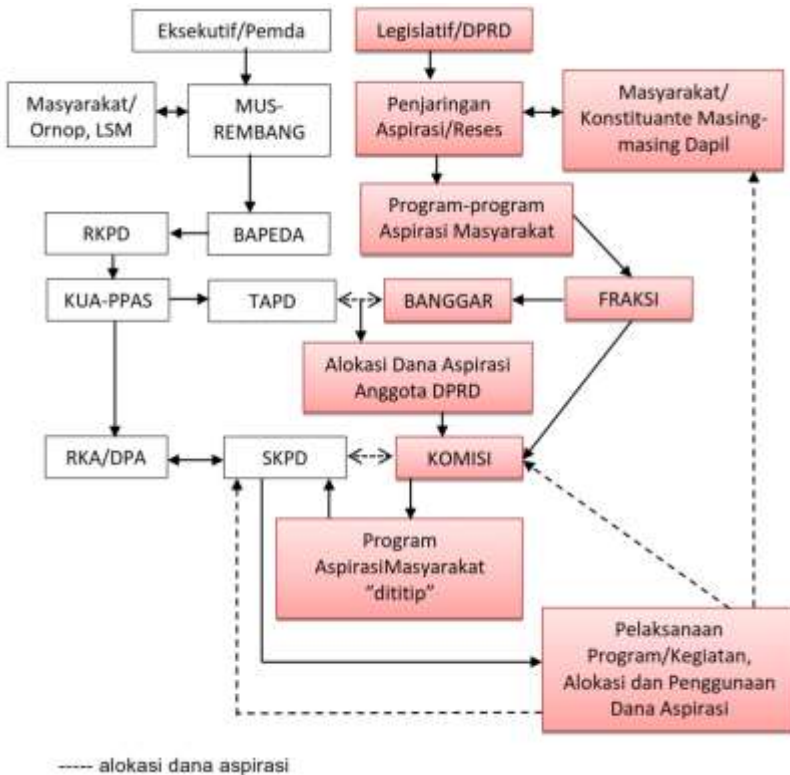 Eksekutif/Pemda
Legislatif/DPRD
Masyarakat/
Ornop, LSM
MUS-
REMBANG
Penjaringan
Aspirasi/Reses
Masyarakat/
Konstituante Masing-
masing Dapil
Program-program
Aspirasi Masyarakat
RKPD
BAPEDA
KUA-PPAS
TAPD
BANGGAR
FRAKSI
Alokasi Dana Aspirasi
Anggota DPRD
RKA/DPA
SKPD
KOMISI
Program
AspirasiMasyarakat
"dititip"
Pelaksanaan
Program/Kegiatan,
Alokasi dan Penggunaan
Dana Aspirasi
----- alokasi dana aspirasi